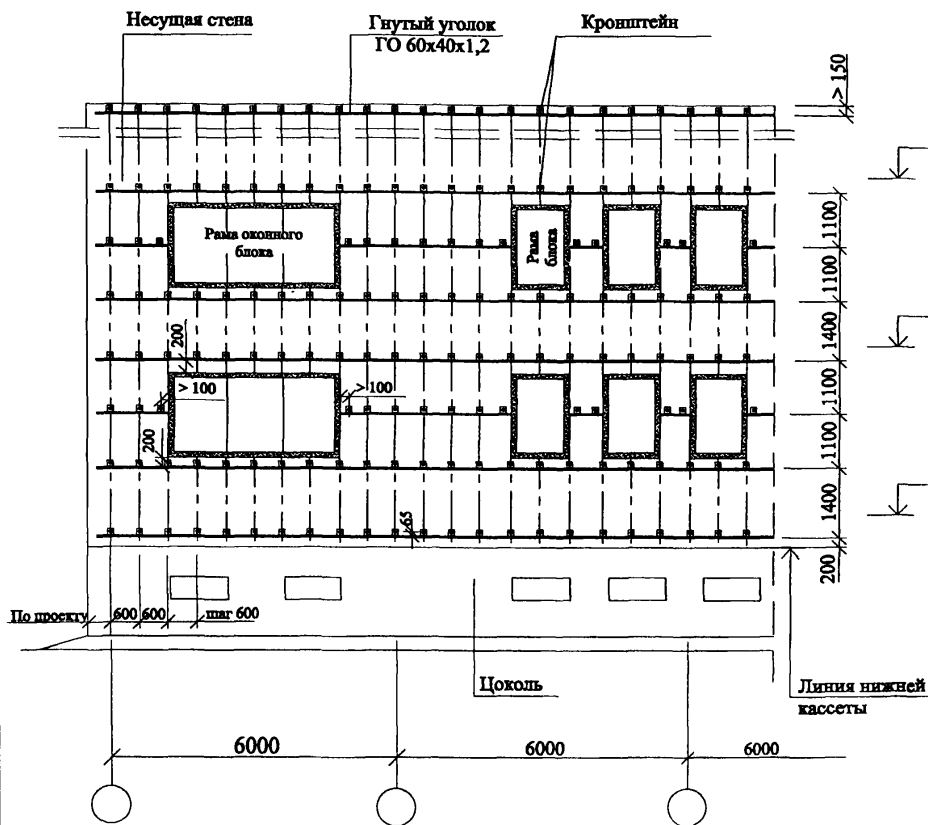 Несущая стена
Гнутый уголок
ГО 60х40х1,2
Кронштейн
> 150
Рама оконного
блока
Рама
блока
1100
1100
1400
200
> 100
> 100
1100
200
1100
65
1400
200
По проекту
600
600
шаг 600
Цоколь
Линия нижней
кассеты
6000
6000
6000